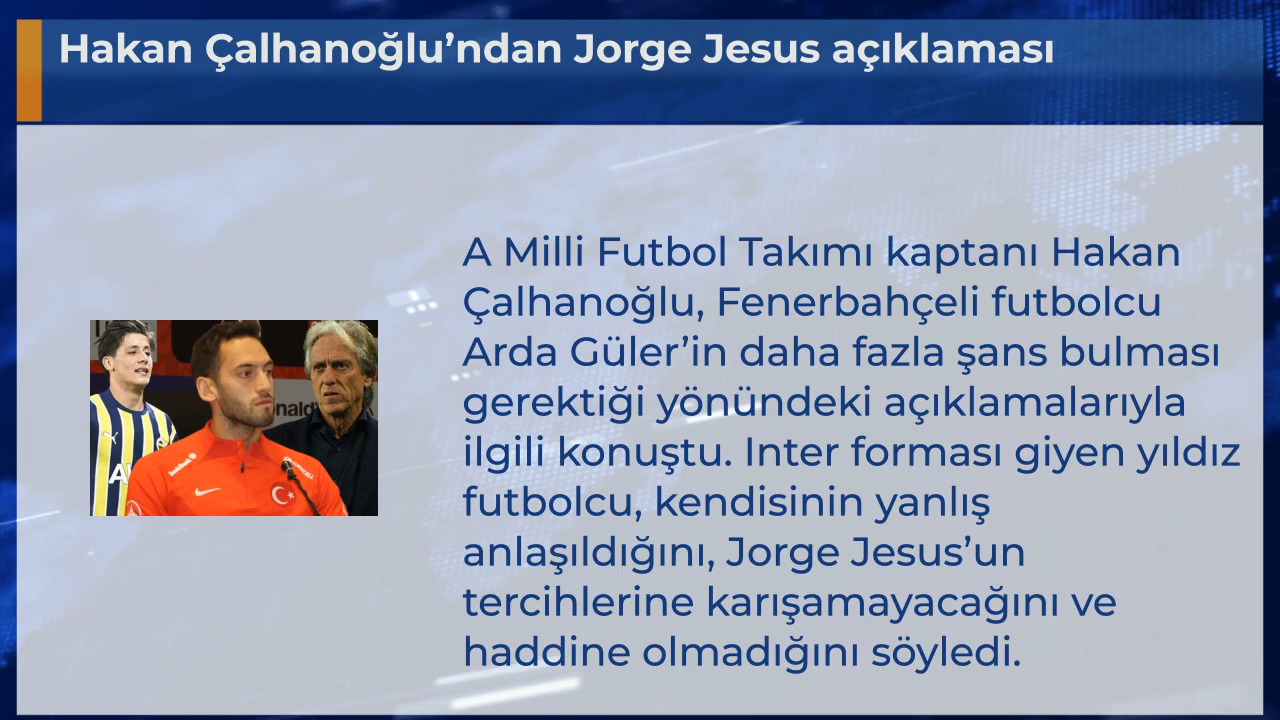 Hakan Çalhanoğlu’ndan Jorge Jesus açıklaması
A Milli Futbol Takımı kaptanı Hakan
Çalhanoğlu, Fenerbahçeli futbolcu
Arda Güler’in daha fazla şans bulması
gerektiği yönündeki açıklamalarıyla
ilgili konuştu. Inter forması giyen yıldız
futbolcu, kendisinin yanlış
anlaşıldığını, Jorge Jesus’un
tercihlerine karışamayacağını ve
haddine olmadığını söyledi.